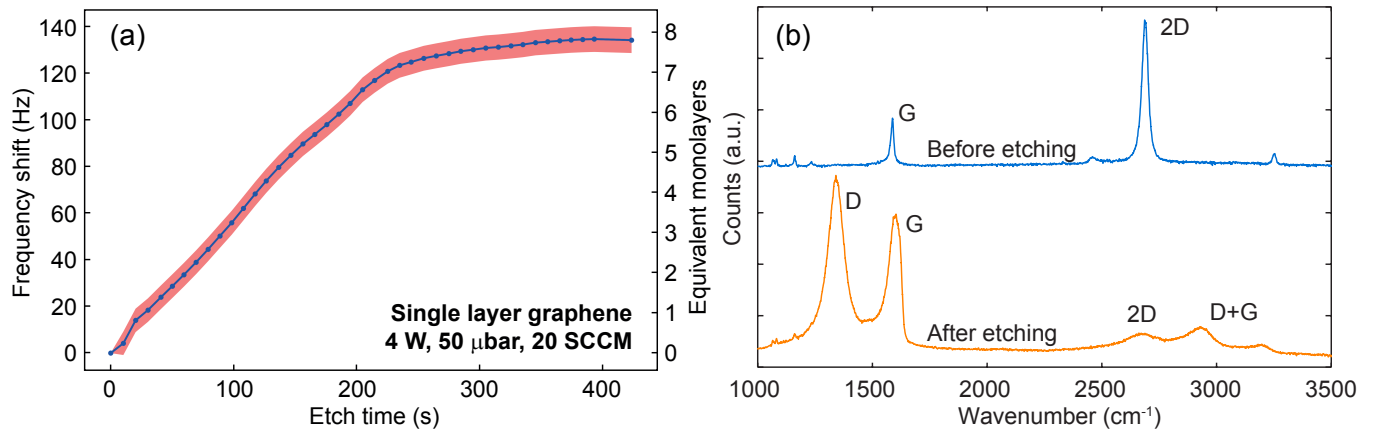 (a)
Frequency shift (Hz)
140
120
100
80
60
40
20
0
0
100
200
300
400
Etch time (s)
8
7
6
5
4
3
2
1
0
Equivalent monolayers
Single layer graphene
4 W, 50 μbar, 20 SCCM
(b)
Counts (a.u.)
2D
G
Before etching
D
G
2D
D+G
After etching
1000
1500
2000
2500
3000
3500
Wavenumber (cm⁻¹)